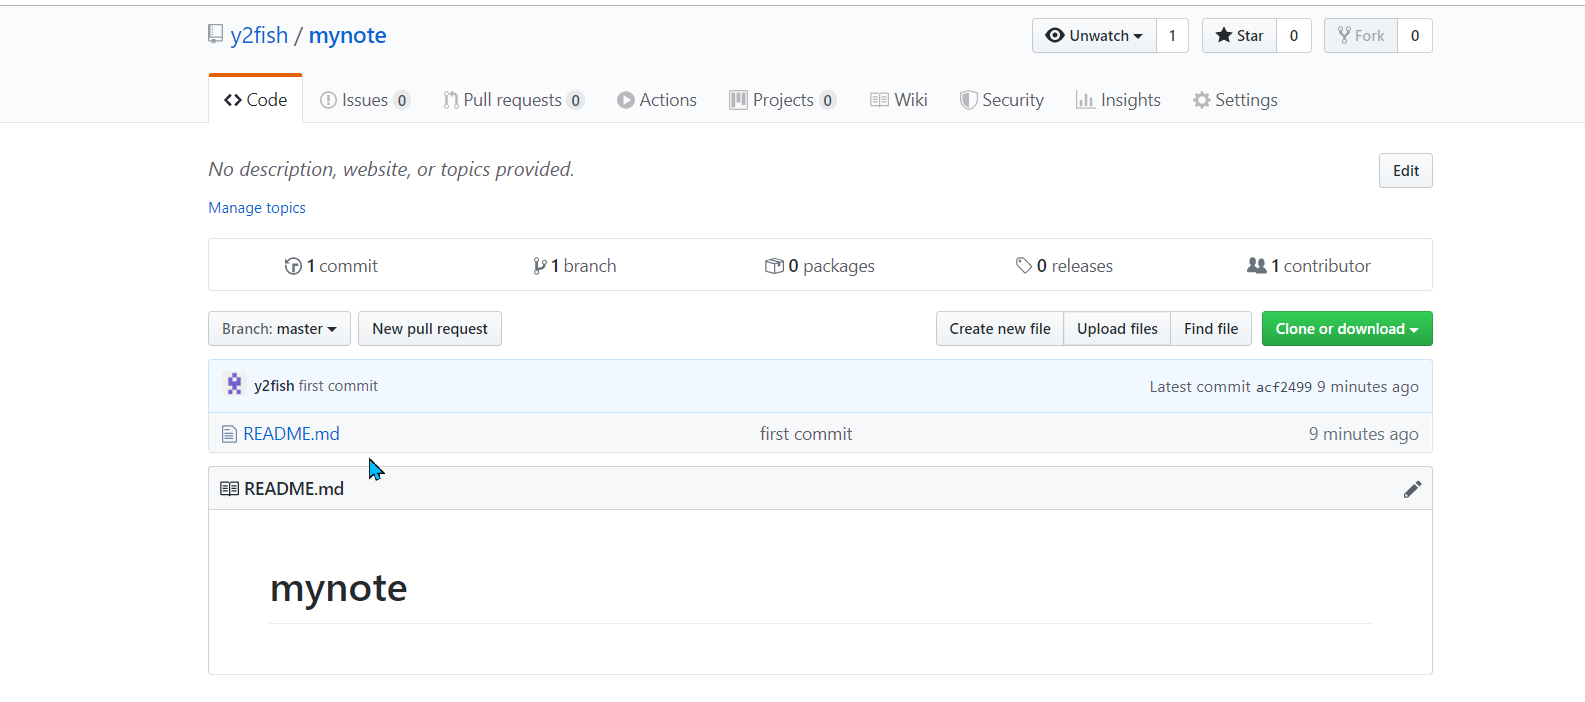 y2fish / mynote
Unwatch 1 Star 0 Fork 0
Code Issues 0 Pull requests 0 Actions Projects 0 Wiki Security Insights Settings
No description, website, or topics provided.
Edit
Manage topics
1 commit 1 branch 0 packages 0 releases 1 contributor
Branch: master New pull request Create new file Upload files Find file Clone or download
y2fish first commit Latest commit acf2499 9 minutes ago
README.md first commit 9 minutes ago
README.md
mynote